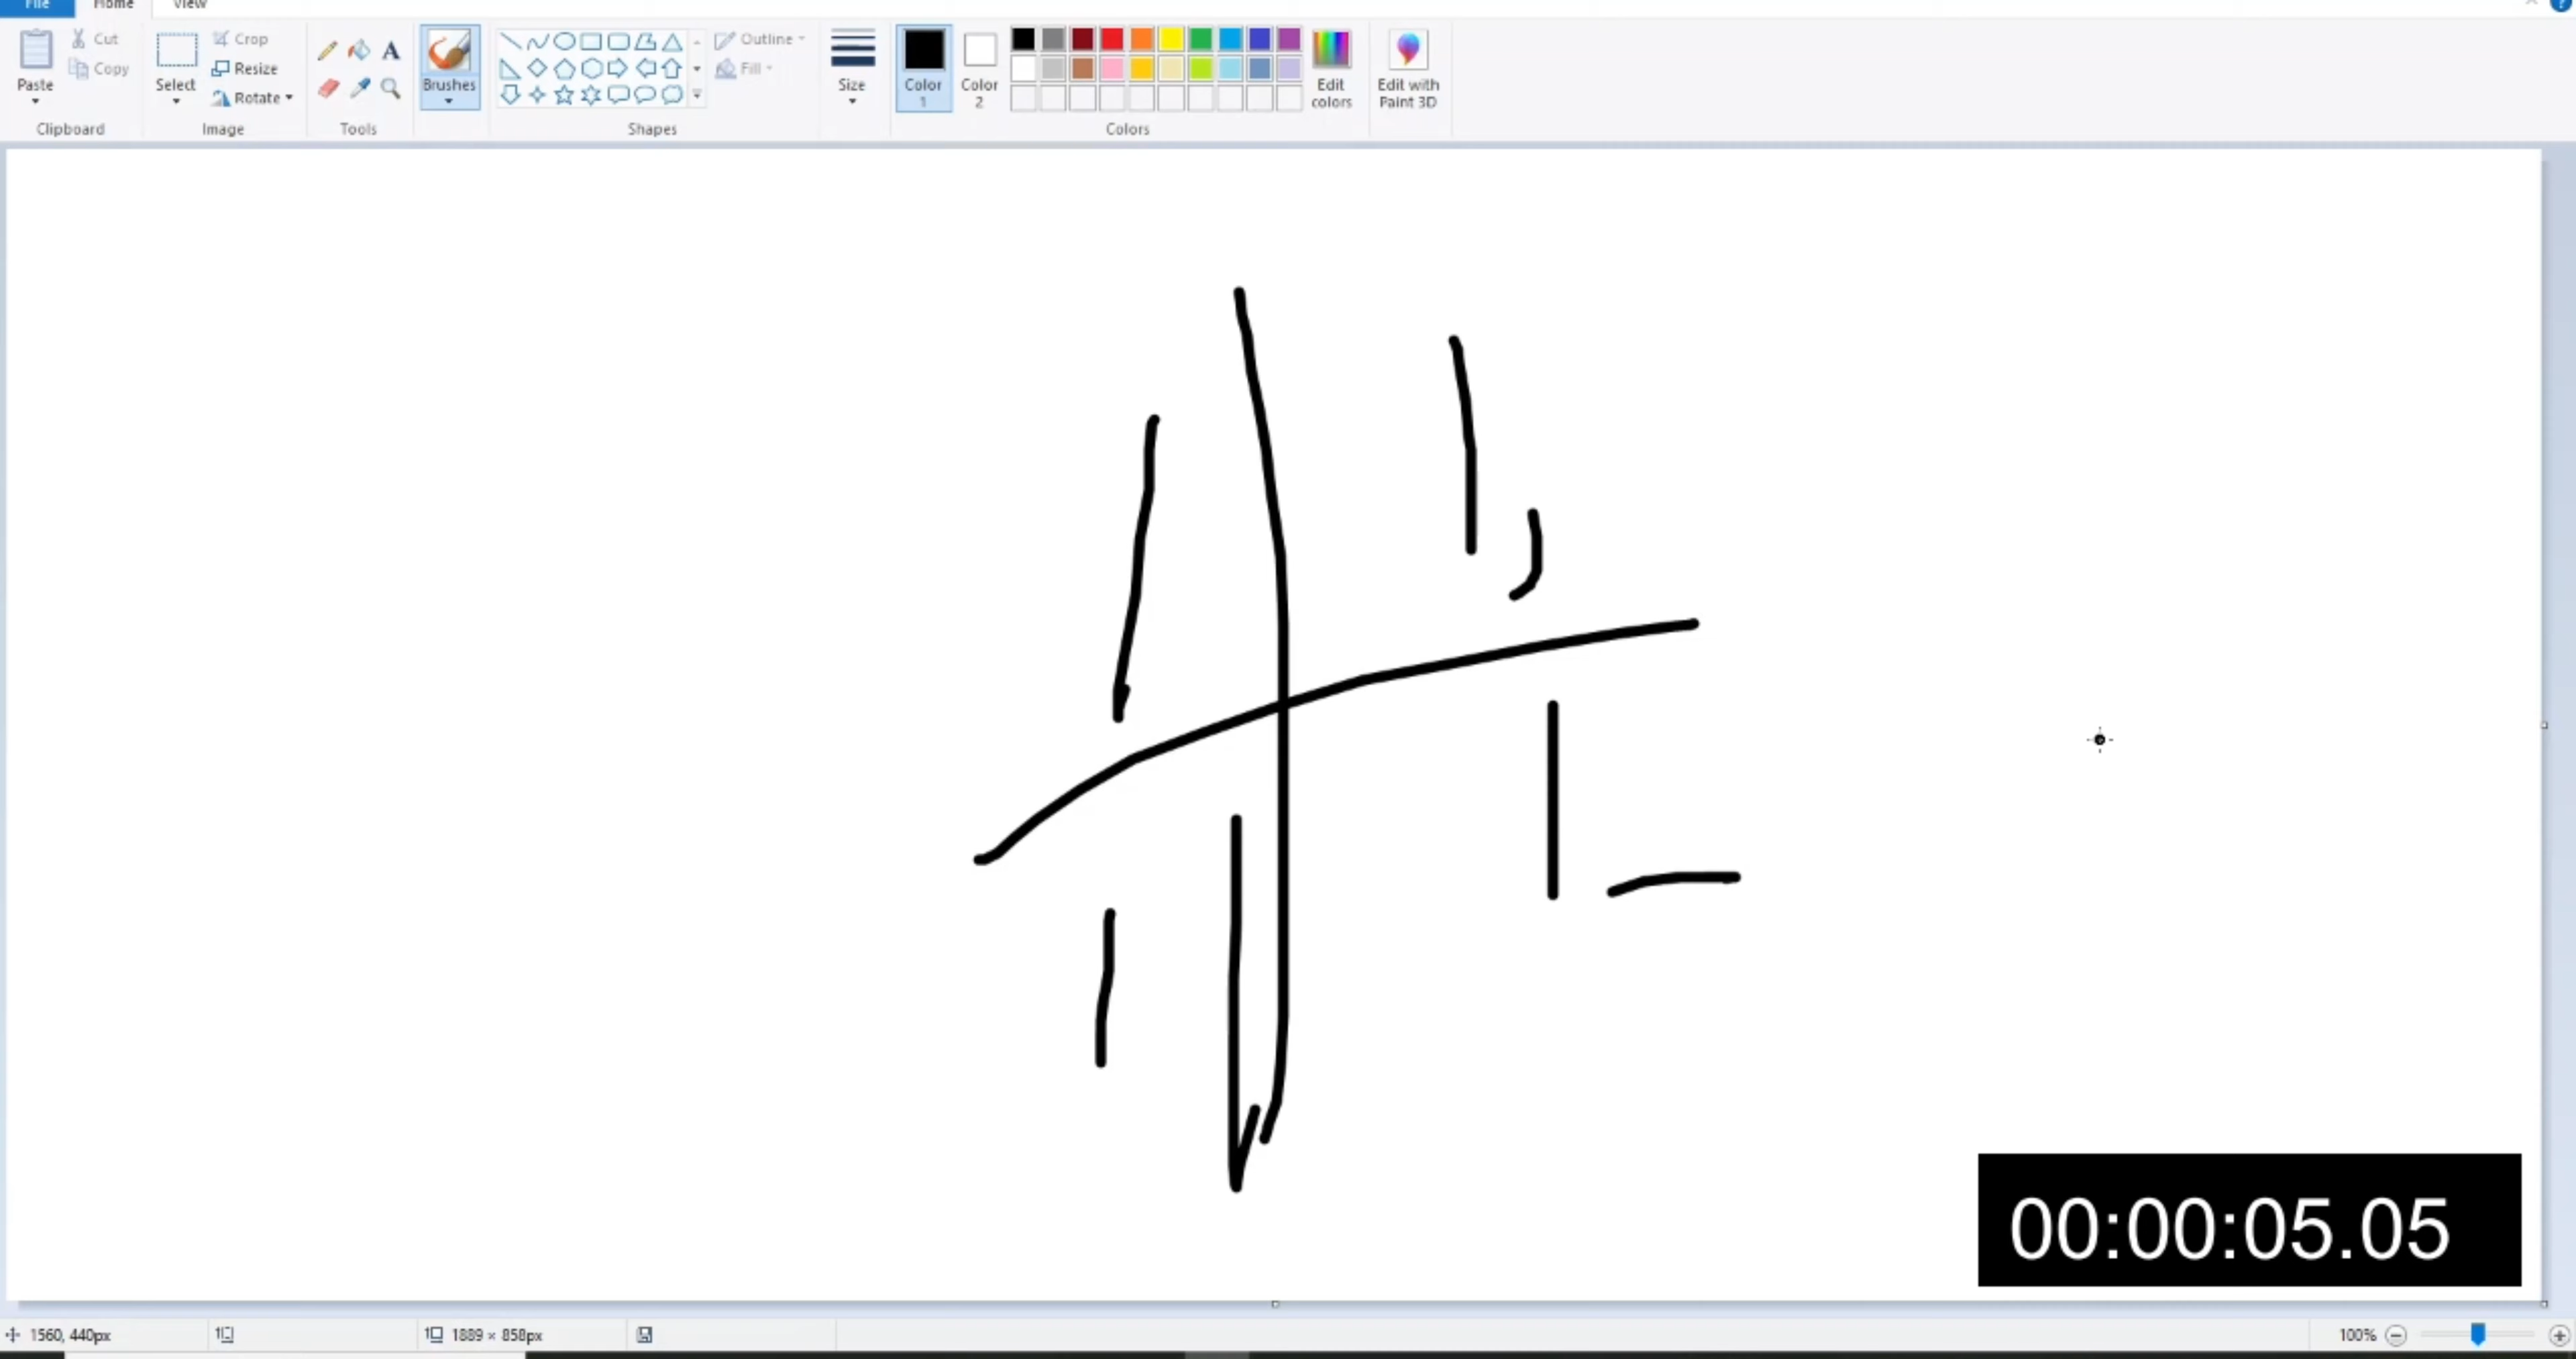 File Home View
Paste
Cut
Copy
Clipboard
Select
Crop
Resize
Rotate
Image
A
Tools
Brushes
Shapes
Outline
Fill
Size
Color 1
Color 2
Colors
Edit colors
Edit with Paint 3D
00:00:05.05
1560, 440px
1889 × 858px
100%